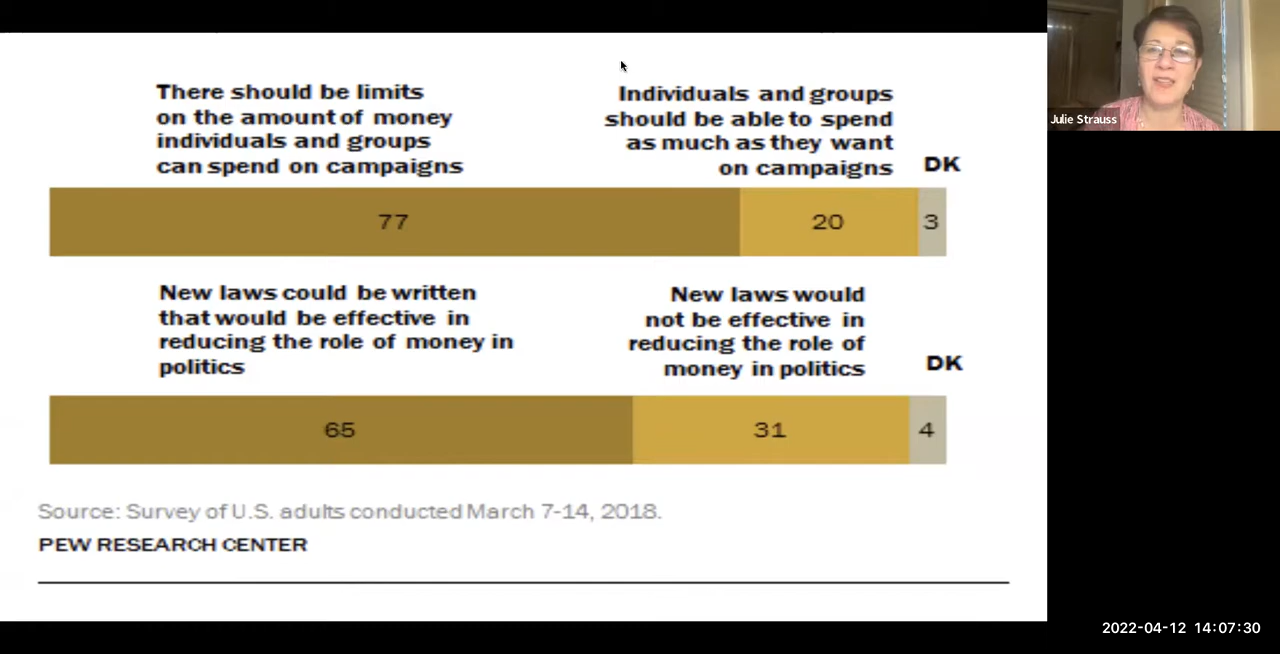 There should be limits
on the amount of money
individuals and groups
can spend on campaigns
Individuals and groups
should be able to spend
as much as they want
on campaigns
DK
77
20
3
New laws could be written
that would be effective in
reducing the role of money in
politics
New laws would
not be effective in
reducing the role of
money in politics
DK
65
31
4
Source: Survey of U.S. adults conducted March 7-14, 2018.
PEW RESEARCH CENTER
Julie Strauss
2022-04-12 14:07:30